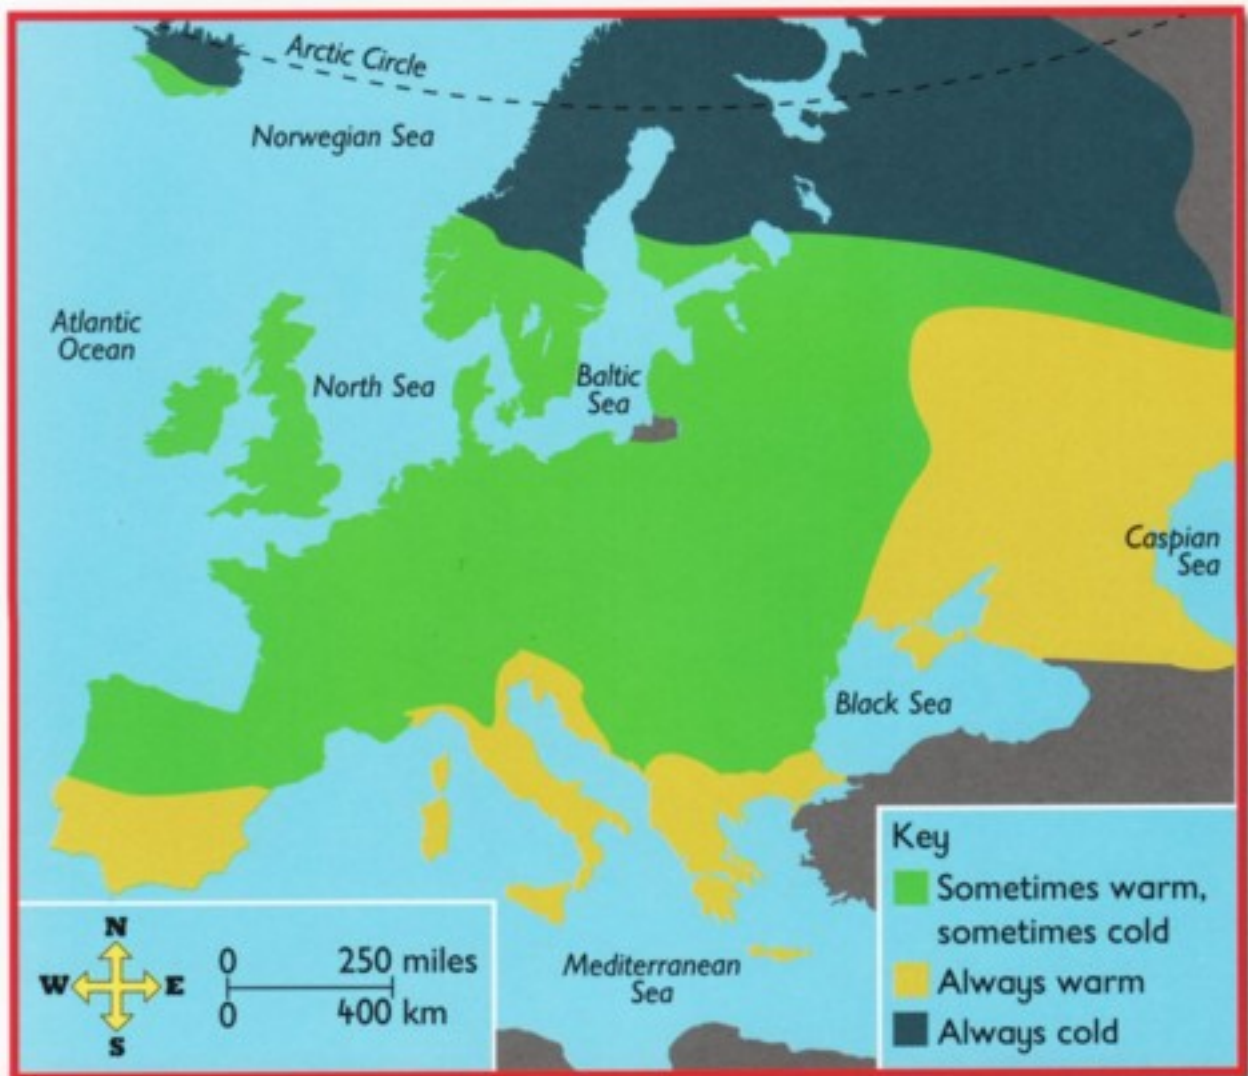 Arctic Circle
Norwegian Sea
Atlantic
Ocean
North Sea
Baltic
Sea
Caspian
Sea
Black Sea
Mediterranean
Sea
Key
Sometimes warm,
sometimes cold
Always warm
Always cold
N
W E
S
0 250 miles
0 400 km